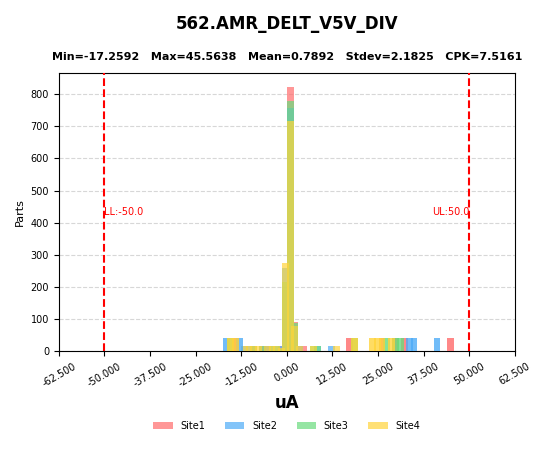 562.AMR_DELT_V5V_DIV
Min=-17.2592 Max=45.5638 Mean=0.7892 Stdev=2.1825 CPK=7.5161
800
700
600
500
400
300
200
100
0
Parts
LL:-50.0
UL:50.0
-62.500
-50.000
-37.500
-25.000
-12.500
0.000
12.500
25.000
37.500
50.000
62.500
uA
Site1
Site2
Site3
Site4